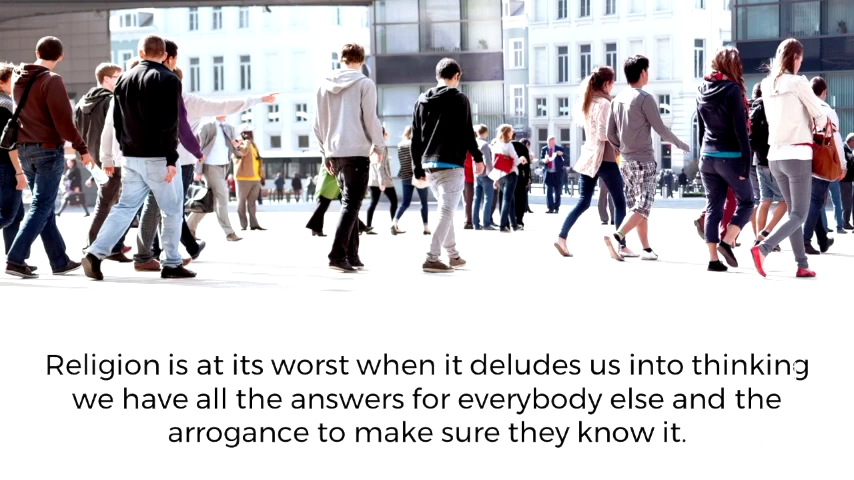 Religion is at its worst when it deludes us into thinking
we have all the answers for everybody else and the
arrogance to make sure they know it.